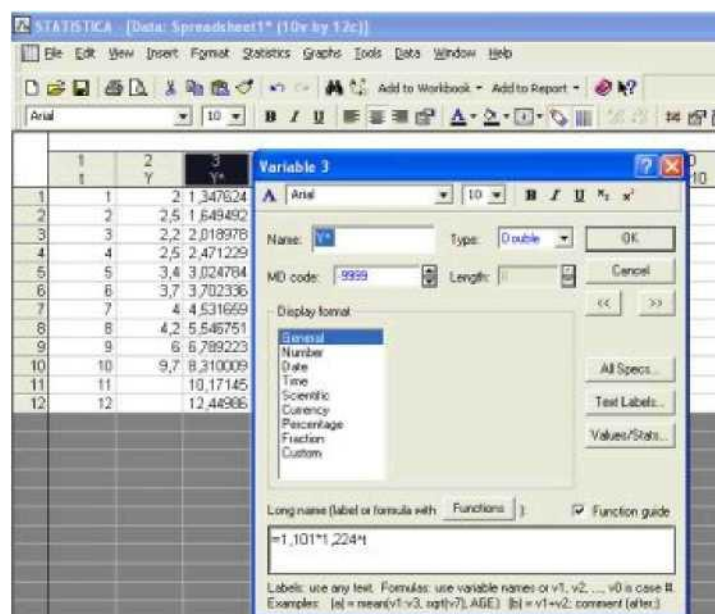 STATISTICA - [Data: Spreadsheet1* (10v by 12c)]
File Edit View Insert Format Statistics Graphs Tools Data Window Help
Add to Workbook Add to Report
Arial 10 B I U
1 2 3
t Y Y*
1 1 2 1,347624
2 2 2,5 1,649492
3 3 2,2 2,018978
4 4 2,5 2,471229
5 5 3,4 3,024784
6 6 3,7 3,702336
7 7 4 4,531659
8 8 4,2 5,546751
9 9 6 6,789223
10 10 9,7 8,310009
11 11 10,17145
12 12 12,44986
Variable 3
A Arial 10 B I U
Name: Y* Type: Double OK
MD code: -9999 Length: Cancel
<< >>
Display format
General
Number
Date
Time
Scientific
Currency
Percentage
Fraction
Custom
All Specs...
Text Labels...
Values/Stats...
Long name (label or formula with Functions ): Function guide
=1,101*1,224^t
Labels: use any text. Formulas: use variable names or v1, v2, ..., v0 is case #.
Examples: (a) = mean(v1:v3, sqrt(v7), AGE) (b) = v1+v2; comment (after;)